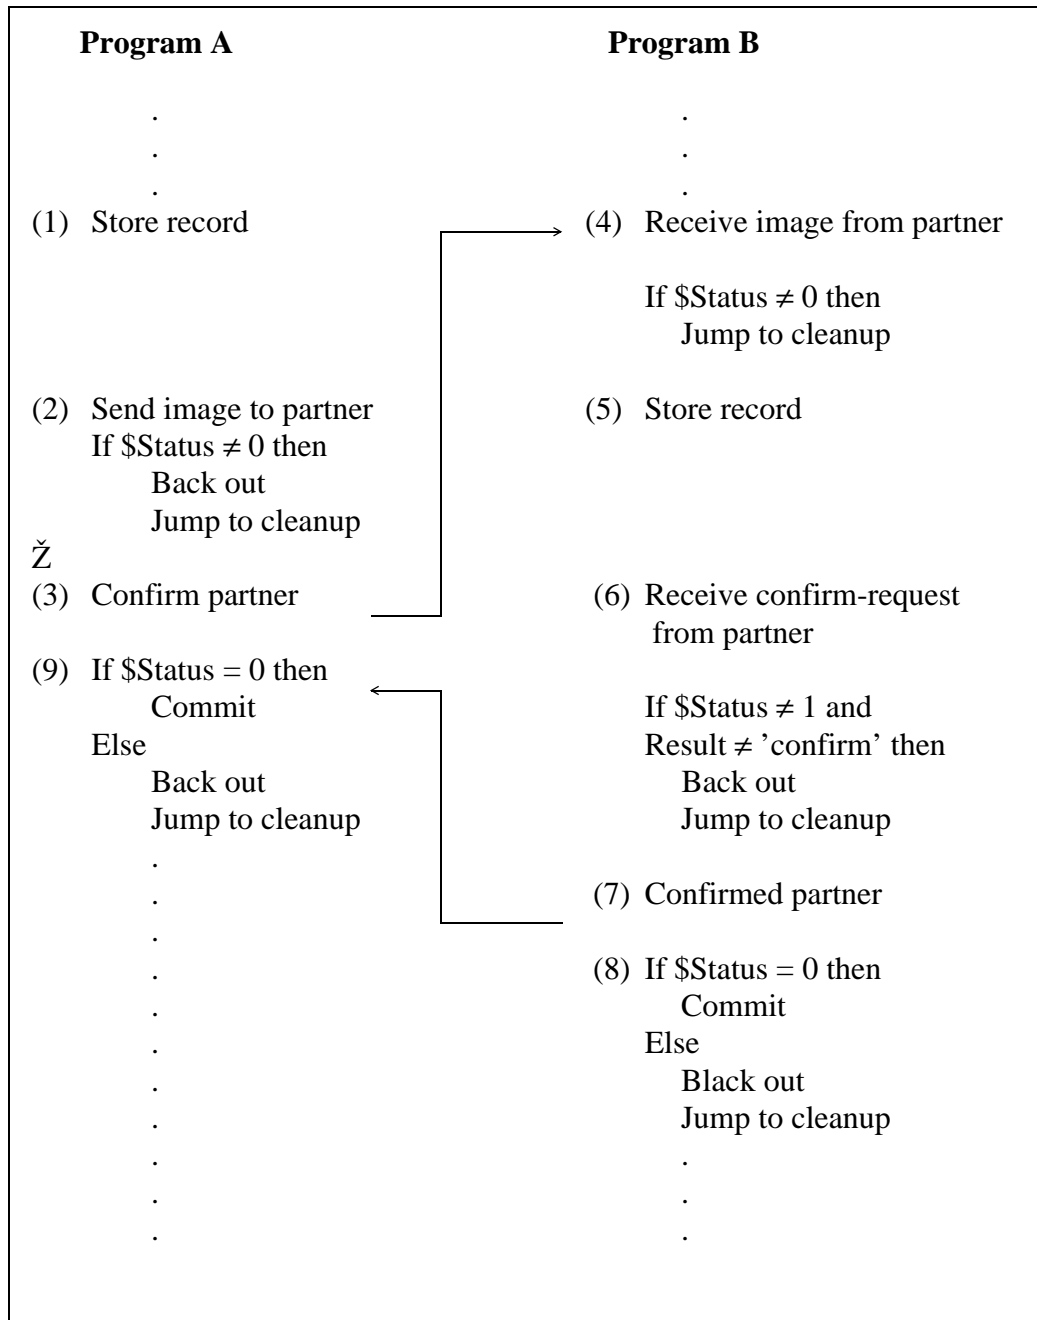 Program A
.
.
.
(1) Store record
(2) Send image to partner
If $Status ≠ 0 then
Back out
Jump to cleanup
Ž
(3) Confirm partner
(9) If $Status = 0 then
Commit
Else
Back out
Jump to cleanup
.
.
.
.
.
.
.
.
.
.
.
Program B
.
.
.
(4) Receive image from partner
If $Status ≠ 0 then
Jump to cleanup
(5) Store record
(6) Receive confirm-request
from partner
If $Status ≠ 1 and
Result ≠ ’confirm’ then
Back out
Jump to cleanup
(7) Confirmed partner
(8) If $Status = 0 then
Commit
Else
Black out
Jump to cleanup
.
.
.